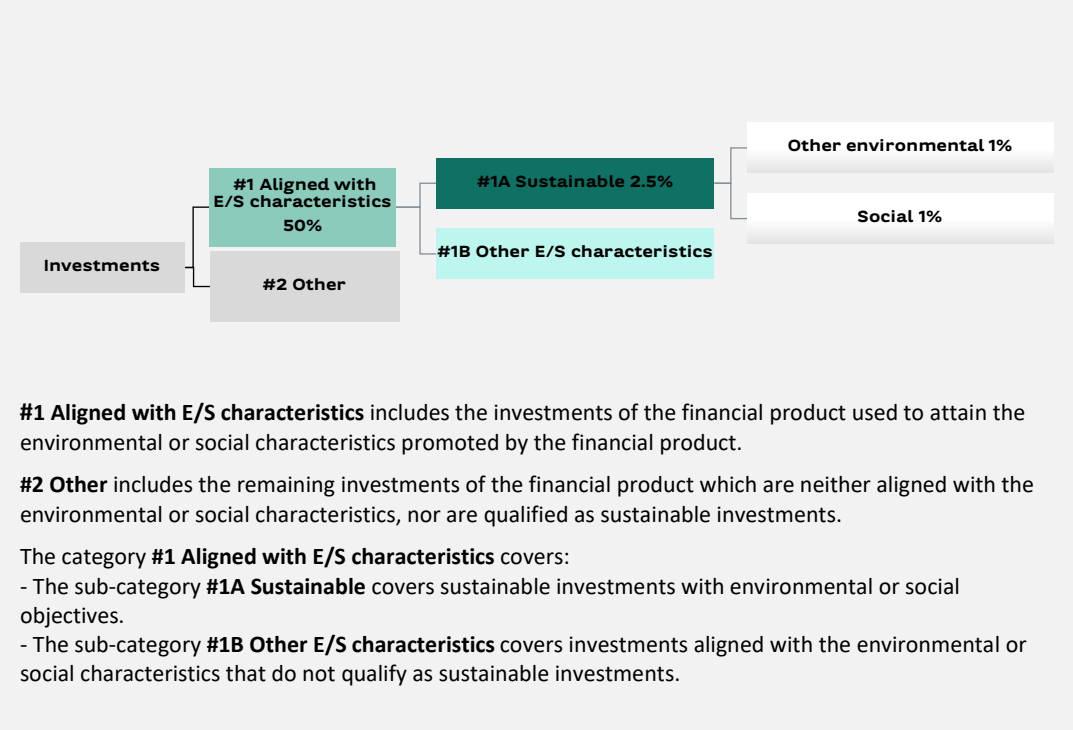 Other environmental 1%
#1 Aligned with
E/S characteristics
50%
#1A Sustainable 2.5%
Social 1%
Investments
#1B Other E/S characteristics
#2 Other
#1 Aligned with E/S characteristics includes the investments of the financial product used to attain the
environmental or social characteristics promoted by the financial product.
#2 Other includes the remaining investments of the financial product which are neither aligned with the
environmental or social characteristics, nor are qualified as sustainable investments.
The category #1 Aligned with E/S characteristics covers:
- The sub-category #1A Sustainable covers sustainable investments with environmental or social
objectives.
- The sub-category #1B Other E/S characteristics covers investments aligned with the environmental or
social characteristics that do not qualify as sustainable investments.